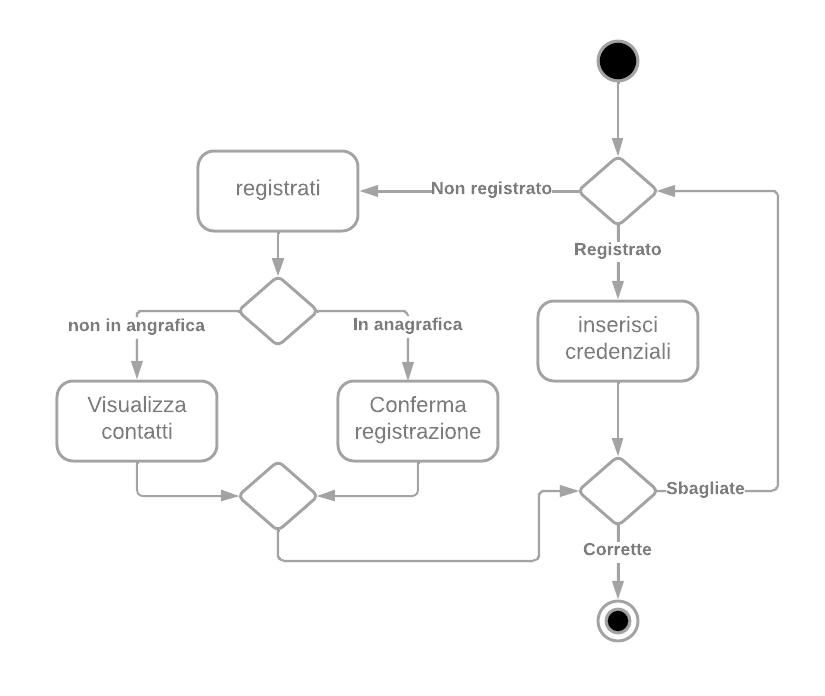 registrati
Non registrato
Registrato
non in angrafica
In anagrafica
inserisci
credenziali
Visualizza
contatti
Conferma
registrazione
Sbagliate
Corrette